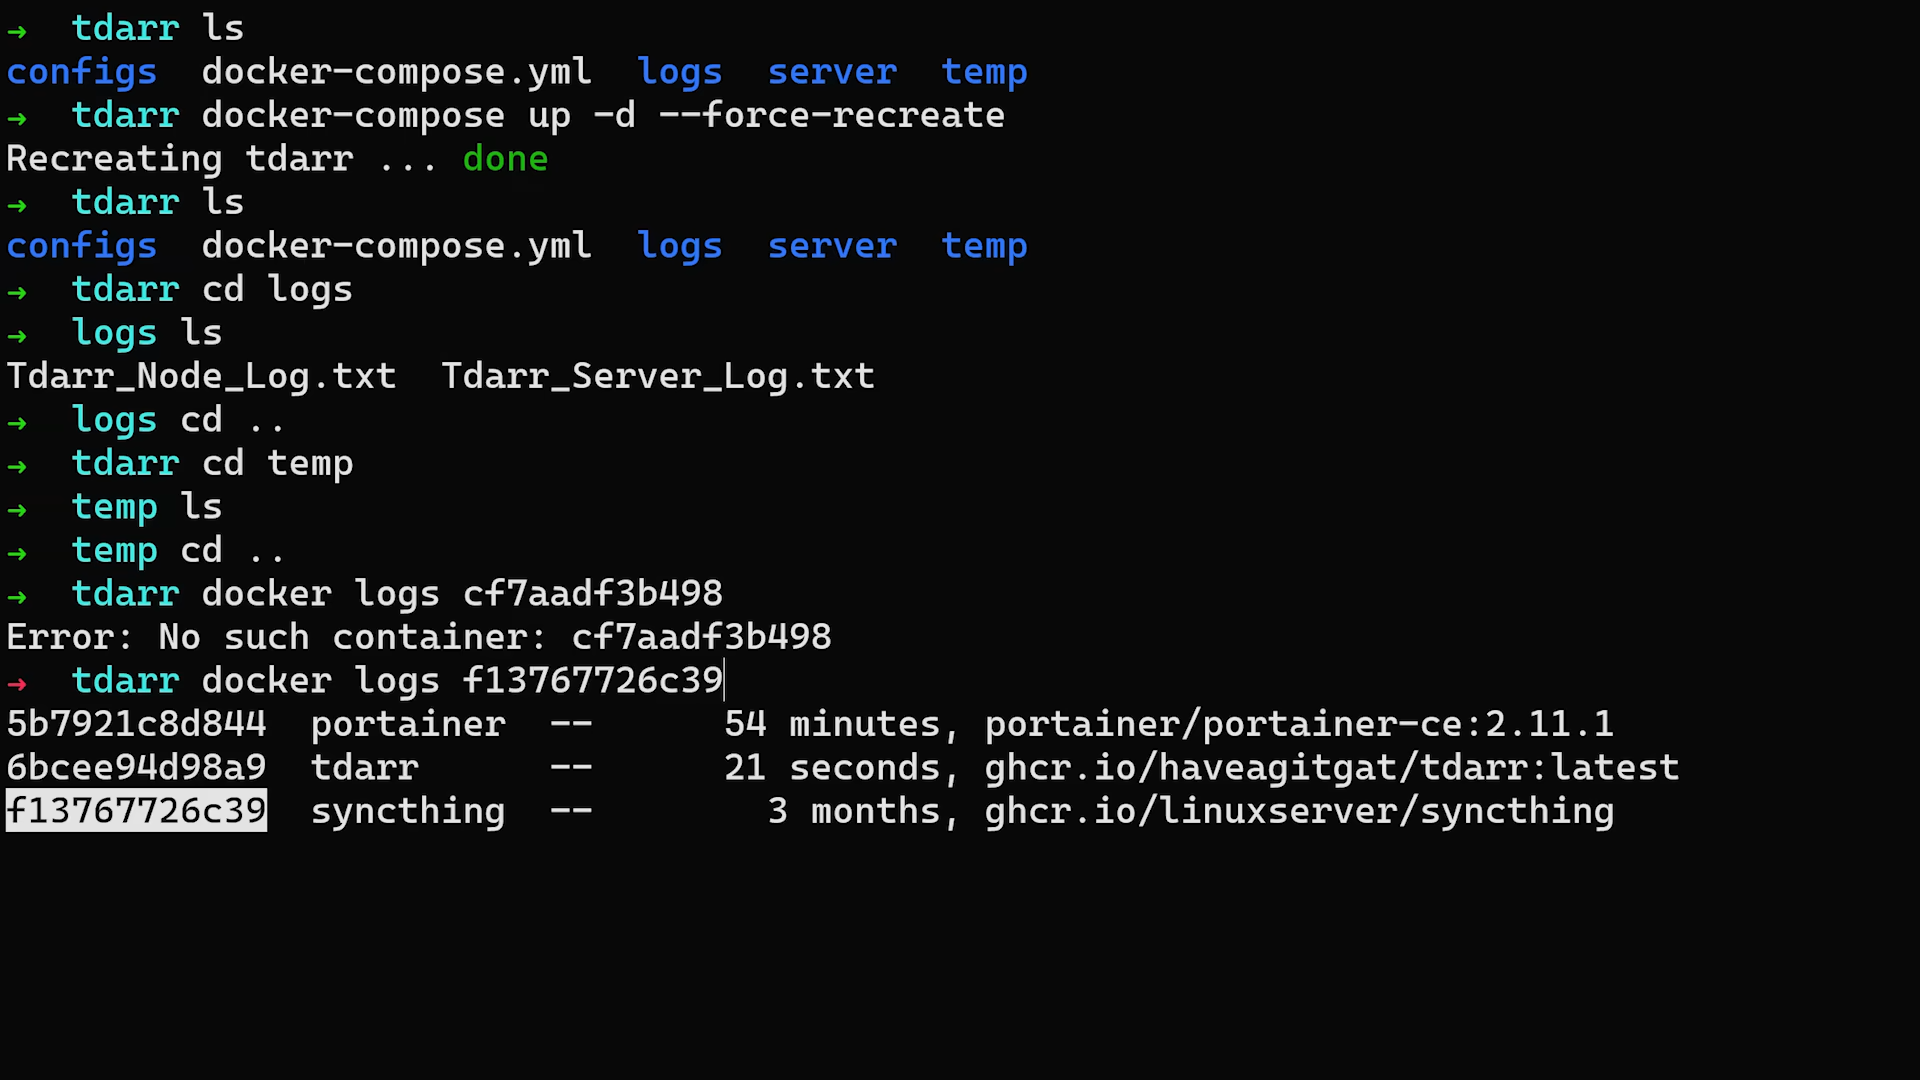 → tdarr ls
configs docker-compose.yml logs server temp
→ tdarr docker-compose up -d --force-recreate
Recreating tdarr ... done
→ tdarr ls
configs docker-compose.yml logs server temp
→ tdarr cd logs
→ logs ls
Tdarr_Node_Log.txt Tdarr_Server_Log.txt
→ logs cd ..
→ tdarr cd temp
→ temp ls
→ temp cd ..
→ tdarr docker logs cf7aadf3b498
Error: No such container: cf7aadf3b498
→ tdarr docker logs f13767726c39
5b7921c8d844 portainer -- 54 minutes, portainer/portainer-ce:2.11.1
6bcee94d98a9 tdarr -- 21 seconds, ghcr.io/haveagitgat/tdarr:latest
f13767726c39 syncthing -- 3 months, ghcr.io/linuxserver/syncthing